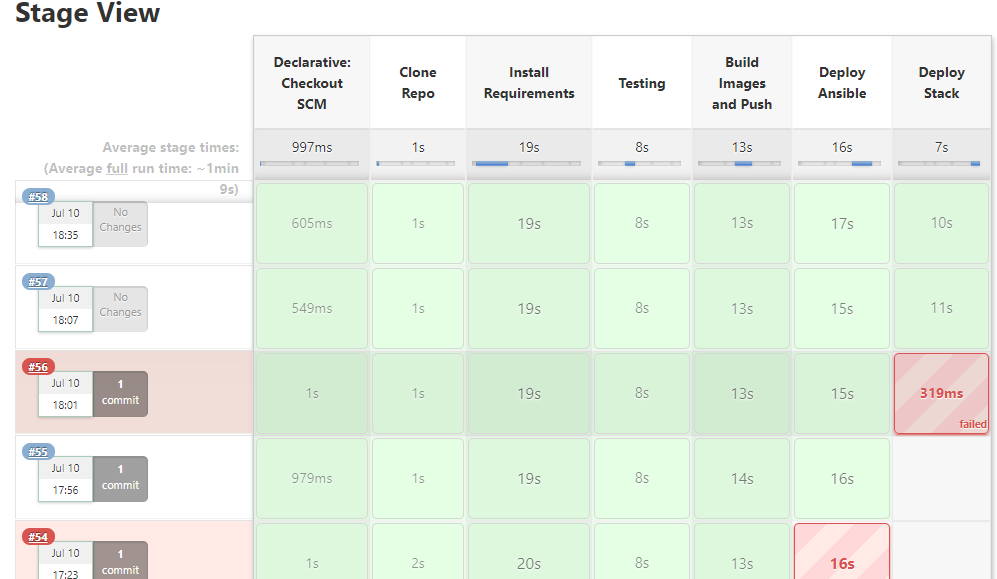 Stage View
Declarative: Checkout SCM
Clone Repo
Install Requirements
Testing
Build Images and Push
Deploy Ansible
Deploy Stack
Average stage times:
(Average full run time: ~1min 9s)
997ms 1s 19s 8s 13s 16s 7s
#58
Jul 10
18:35
No Changes
605ms 1s 19s 8s 13s 17s 10s
#57
Jul 10
18:07
No Changes
549ms 1s 19s 8s 13s 15s 11s
#56
Jul 10
18:01
1 commit
1s 1s 19s 8s 13s 15s 319ms
failed
#55
Jul 10
17:56
1 commit
979ms 1s 19s 8s 14s 16s
#54
Jul 10
17:23
1 commit
1s 2s 20s 8s 13s 16s